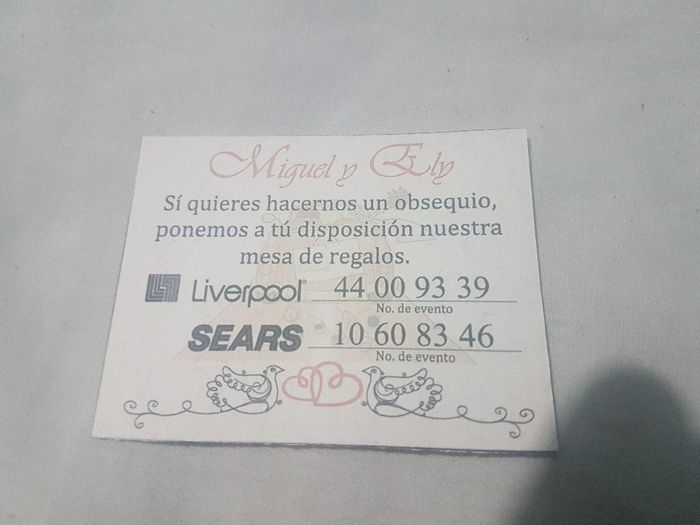 Miguel y Ely
Sí quieres hacernos un obsequio,
ponemos a tú disposición nuestra
mesa de regalos.
Liverpool 44 00 93 39
No. de evento
SEARS 10 60 83 46
No. de evento